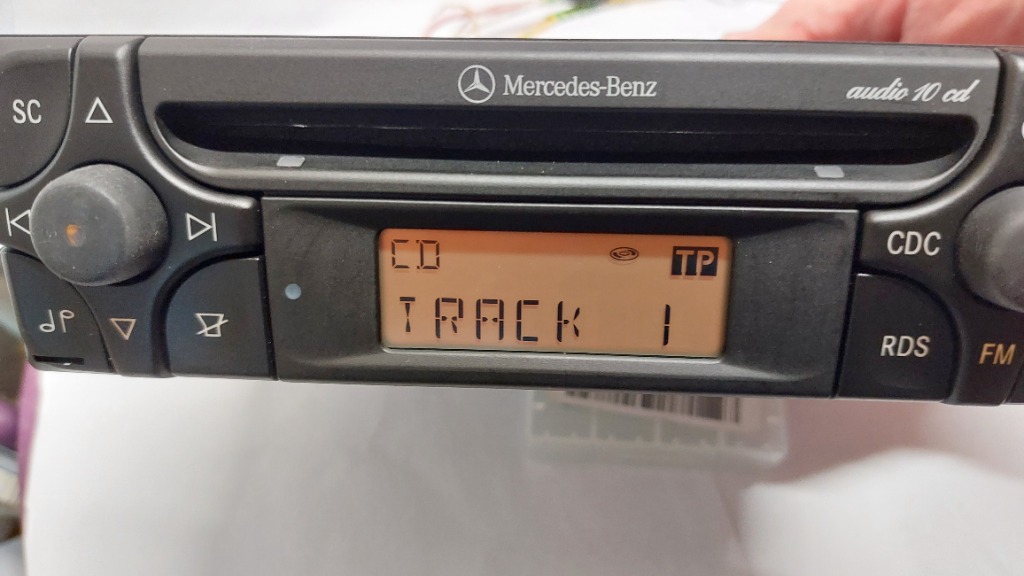 Mercedes-Benz
audio 10 cd
SC
CD
TP
TRACK 1
CDC
RDS
FM